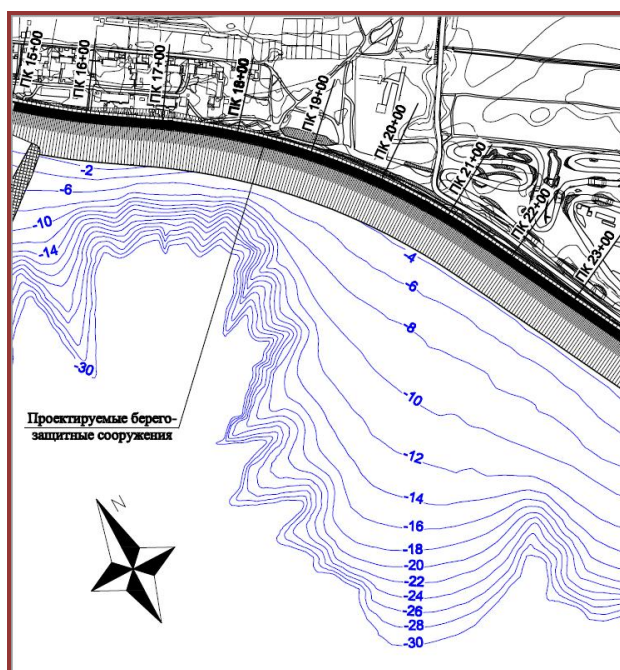 ПК 15+00
ПК 16+00
ПК 17+00
ПК 18+00
ПК 19+00
ПК 20+00
ПК 21+00
ПК 22+00
ПК 23+00
-2
-6
-10
-14
-30
-4
-6
-8
-10
-12
-14
-16
-18
-20
-22
-24
-26
-28
-30
Проектируемые берего-
защитные сооружения
N